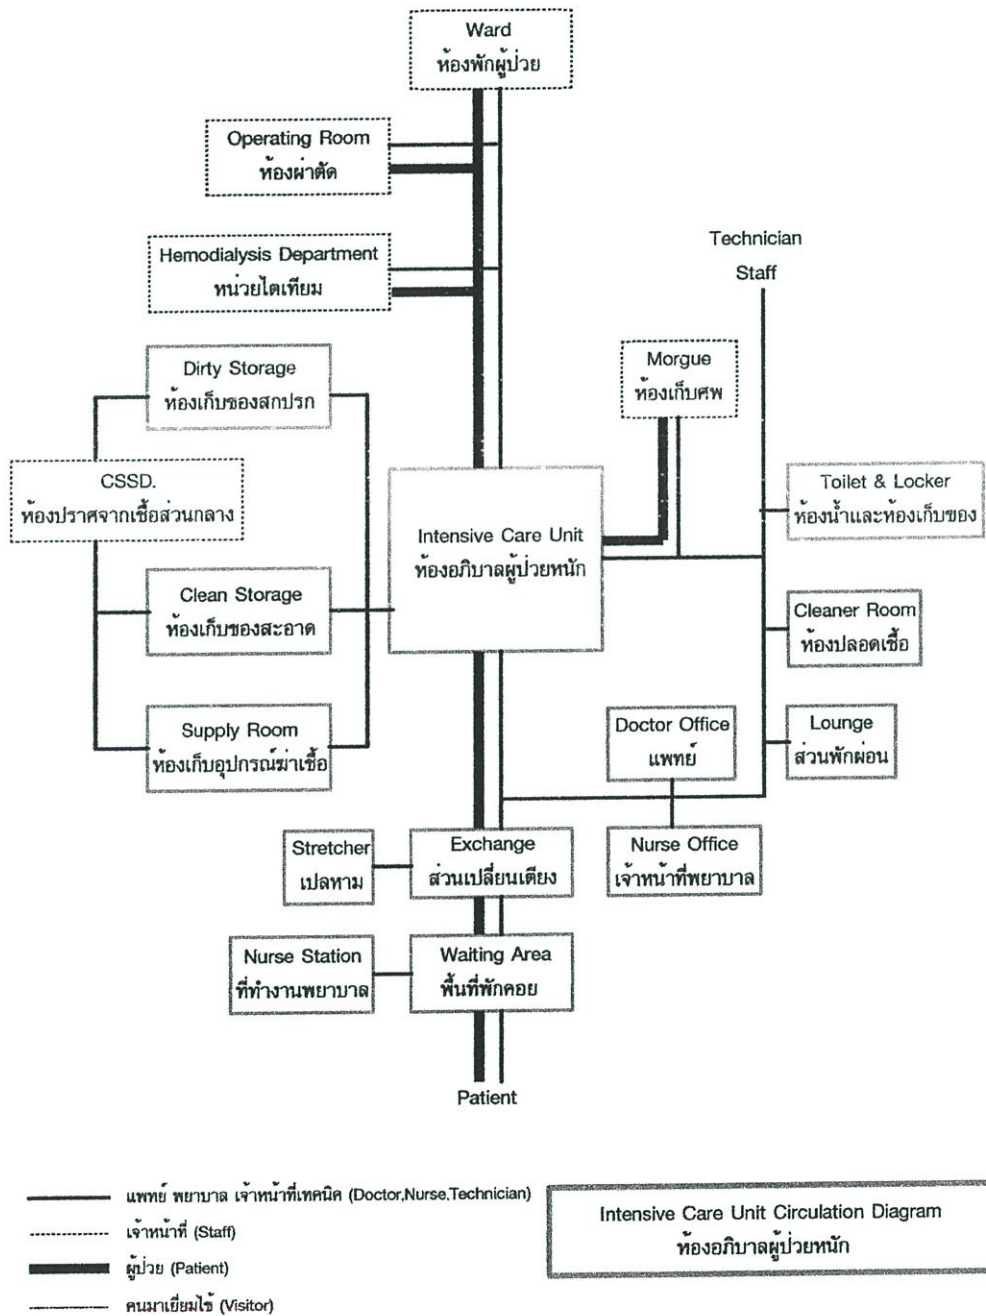 Ward
ห้องพักผู้ป่วย
Operating Room
ห้องผ่าตัด
Hemodialysis Department
หน่วยไตเทียม
Technician
Staff
Dirty Storage
ห้องเก็บของสกปรก
Morgue
ห้องเก็บศพ
CSSD.
ห้องปราศจากเชื้อส่วนกลาง
Toilet & Locker
ห้องน้ำและห้องเก็บของ
Intensive Care Unit
ห้องอภิบาลผู้ป่วยหนัก
Clean Storage
ห้องเก็บของสะอาด
Cleaner Room
ห้องปลอดเชื้อ
Supply Room
ห้องเก็บอุปกรณ์ฆ่าเชื้อ
Doctor Office
แพทย์
Lounge
ส่วนพักผ่อน
Stretcher
เปลหาม
Exchange
ส่วนเปลี่ยนเตียง
Nurse Office
เจ้าหน้าที่พยาบาล
Nurse Station
ที่ทำงานพยาบาล
Waiting Area
พื้นที่พักคอย
Patient
แพทย์ พยาบาล เจ้าหน้าที่เทคนิค (Doctor,Nurse,Technician)
เจ้าหน้าที่ (Staff)
ผู้ป่วย (Patient)
คนมาเยี่ยมไข้ (Visitor)
Intensive Care Unit Circulation Diagram
ห้องอภิบาลผู้ป่วยหนัก